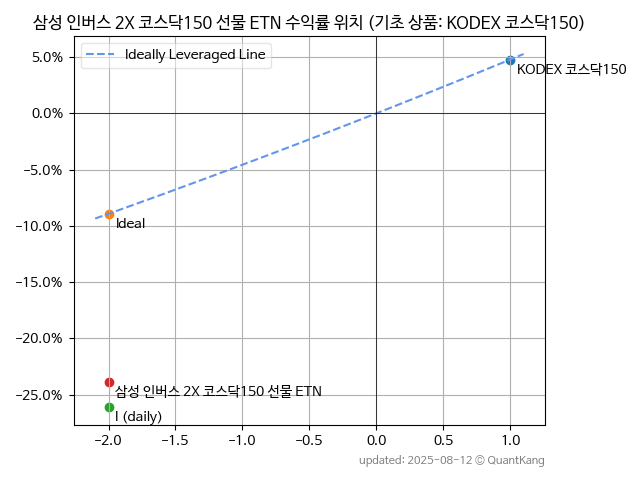 삼성 인버스 2X 코스닥150 선물 ETN 수익률 위치 (기초 상품: KODEX 코스닥150)
Ideally Leveraged Line
5.0%
0.0%
−5.0%
−10.0%
−15.0%
−20.0%
−25.0%
KODEX 코스닥150
Ideal
삼성 인버스 2X 코스닥150 선물 ETN
I (daily)
−2.0
−1.5
−1.0
−0.5
0.0
0.5
1.0
updated: 2025-08-12 © QuantKang